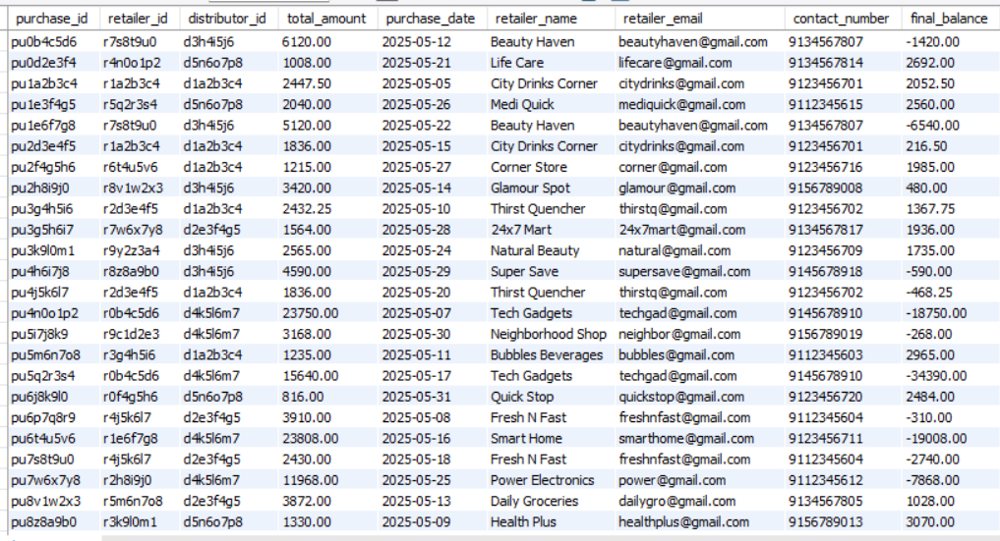 purchase_id retailer_id distributor_id total_amount purchase_date retailer_name retailer_email contact_number final_balance
pu0b4c5d6 r7s8t9u0 d3h4i5j6 6120.00 2025-05-12 Beauty Haven beautyhaven@gmail.com 9134567807 -1420.00
pu0d2e3f4 r4n0o1p2 d5n6o7p8 1008.00 2025-05-21 Life Care lifecare@gmail.com 9134567814 2692.00
pu1a2b3c4 r1a2b3c4 d1a2b3c4 2447.50 2025-05-05 City Drinks Corner citydrinks@gmail.com 9123456701 2052.50
pu1e3f4g5 r5q2r3s4 d5n6o7p8 2040.00 2025-05-26 Medi Quick mediquick@gmail.com 9112345615 2560.00
pu1e6f7g8 r7s8t9u0 d3h4i5j6 5120.00 2025-05-22 Beauty Haven beautyhaven@gmail.com 9134567807 -6540.00
pu2d3e4f5 r1a2b3c4 d1a2b3c4 1836.00 2025-05-15 City Drinks Corner citydrinks@gmail.com 9123456701 216.50
pu2f4g5h6 r6t4u5v6 d1a2b3c4 1215.00 2025-05-27 Corner Store corner@gmail.com 9123456716 1985.00
pu2h8i9j0 r8v1w2x3 d3h4i5j6 3420.00 2025-05-14 Glamour Spot glamour@gmail.com 9156789008 480.00
pu3g4h5i6 r2d3e4f5 d1a2b3c4 2432.25 2025-05-10 Thirst Quencher thirstq@gmail.com 9123456702 1367.75
pu3g5h6i7 r7w6x7y8 d2e3f4g5 1564.00 2025-05-28 24x7 Mart 24x7mart@gmail.com 9134567817 1936.00
pu3k9l0m1 r9y2z3a4 d3h4i5j6 2565.00 2025-05-24 Natural Beauty natural@gmail.com 9123456709 1735.00
pu4h6i7j8 r8z8a9b0 d3h4i5j6 4590.00 2025-05-29 Super Save supersave@gmail.com 9145678918 -590.00
pu4j5k6l7 r2d3e4f5 d1a2b3c4 1836.00 2025-05-20 Thirst Quencher thirstq@gmail.com 9123456702 -468.25
pu4n0o1p2 r0b4c5d6 d4k5l6m7 23750.00 2025-05-07 Tech Gadgets techgad@gmail.com 9145678910 -18750.00
pu5i7j8k9 r9c1d2e3 d4k5l6m7 3168.00 2025-05-30 Neighborhood Shop neighbor@gmail.com 9156789019 -268.00
pu5m6n7o8 r3g4h5i6 d1a2b3c4 1235.00 2025-05-11 Bubbles Beverages bubbles@gmail.com 9112345603 2965.00
pu5q2r3s4 r0b4c5d6 d4k5l6m7 15640.00 2025-05-17 Tech Gadgets techgad@gmail.com 9145678910 -34390.00
pu6j8k9l0 r0f4g5h6 d5n6o7p8 816.00 2025-05-31 Quick Stop quickstop@gmail.com 9123456720 2484.00
pu6p7q8r9 r4j5k6l7 d2e3f4g5 3910.00 2025-05-08 Fresh N Fast freshnfast@gmail.com 9112345604 -310.00
pu6t4u5v6 r1e6f7g8 d4k5l6m7 23808.00 2025-05-16 Smart Home smarthome@gmail.com 9123456711 -19008.00
pu7s8t9u0 r4j5k6l7 d2e3f4g5 2430.00 2025-05-18 Fresh N Fast freshnfast@gmail.com 9112345604 -2740.00
pu7w6x7y8 r2h8i9j0 d4k5l6m7 11968.00 2025-05-25 Power Electronics power@gmail.com 9112345612 -7868.00
pu8v1w2x3 r5m6n7o8 d2e3f4g5 3872.00 2025-05-13 Daily Groceries dailygro@gmail.com 9134567805 1028.00
pu8z8a9b0 r3k9l0m1 d5n6o7p8 1330.00 2025-05-09 Health Plus healthplus@gmail.com 9156789013 3070.00